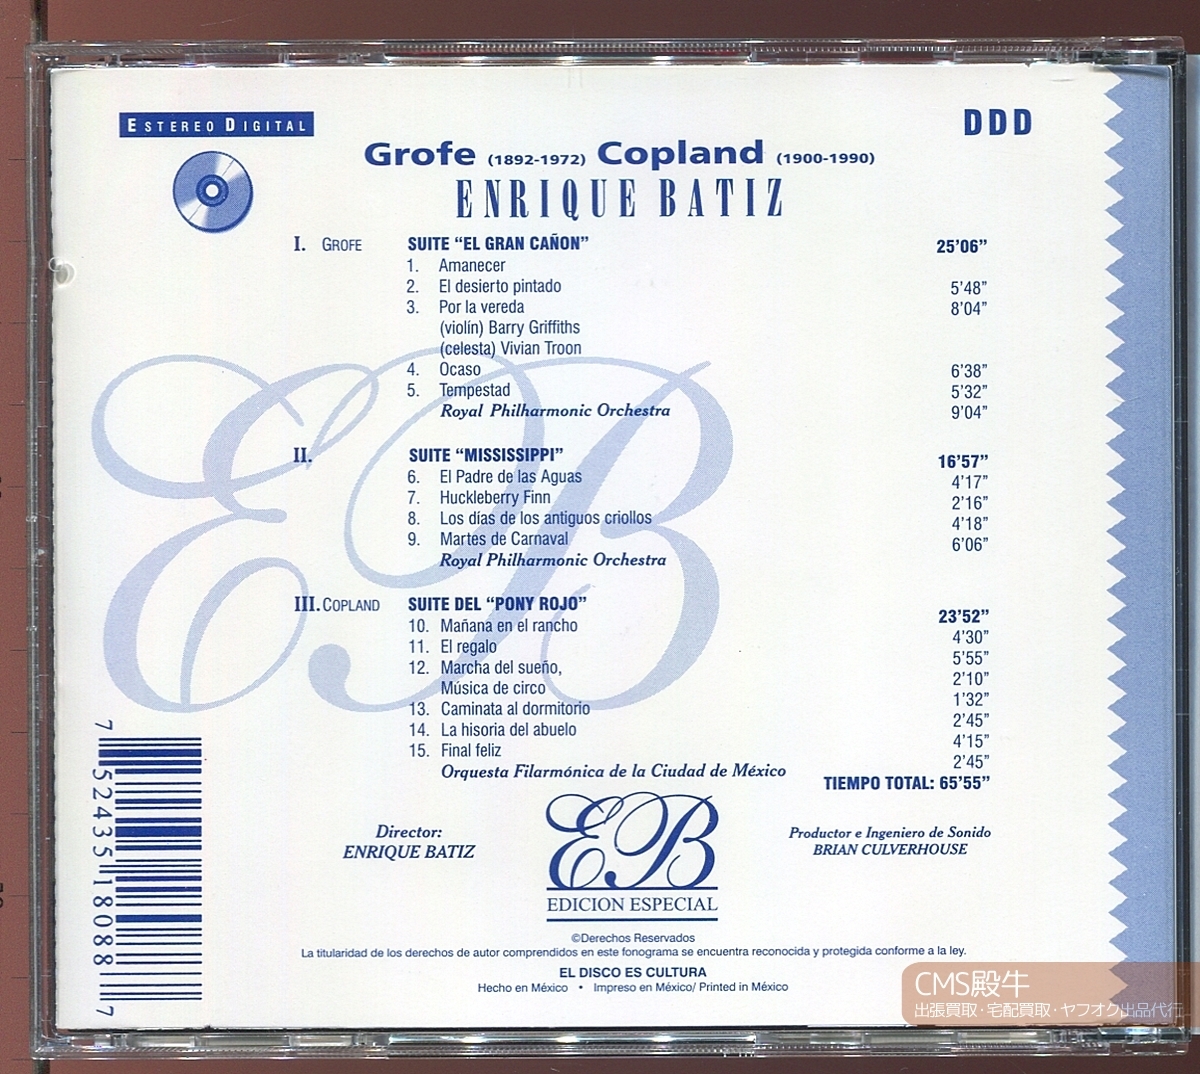 ESTEREO DIGITAL
DDD
Grofe (1892-1972) Copland (1900-1990)
ENRIQUE BATIZ
I. GROFE SUITE “EL GRAN CAÑON” 25’06”
1. Amanecer
2. El desierto pintado 5’48”
3. Por la vereda 8’04”
(violín) Barry Griffiths
(celesta) Vivian Troon
4. Ocaso 6’38”
5. Tempestad 5’32”
Royal Philharmonic Orchestra 9’04”
II. SUITE “MISSISSIPPI” 16’57”
6. El Padre de las Aguas 4’17”
7. Huckleberry Finn 2’16”
8. Los días de los antiguos criollos 4’18”
9. Martes de Carnaval 6’06”
Royal Philharmonic Orchestra
III. COPLAND SUITE DEL “PONY ROJO” 23’52”
10. Mañana en el rancho 4’30”
11. El regalo 5’55”
12. Marcha del sueño, 2’10”
Música de circo 1’32”
13. Caminata al dormitorio 2’45”
14. La hisoria del abuelo 4’15”
15. Final feliz 2’45”
Orquesta Filarmónica de la Ciudad de México
TIEMPO TOTAL: 65’55”
Director:
ENRIQUE BATIZ
EB
EDICION ESPECIAL
Productor e Ingeniero de Sonido
BRIAN CULVERHOUSE
©Derechos Reservados
La titularidad de los derechos de autor comprendidos en este fonograma se encuentra reconocida y protegida conforme a la ley.
EL DISCO ES CULTURA
Hecho en México • Impreso en México/ Printed in México
7 52435 18088 7
EB
CMS殿牛
出張買取・宅配買取・ヤフオク出品代行